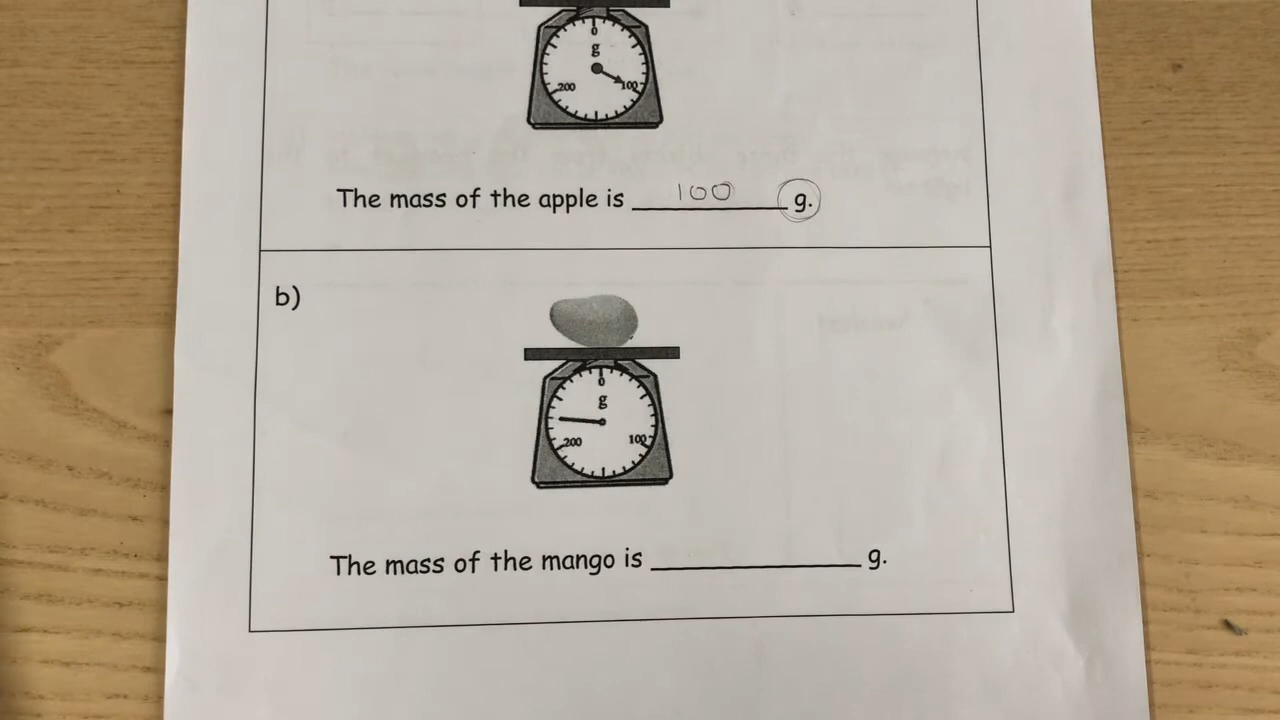 0
g
200 100
The mass of the apple is 100 g.
b)
0
g
200 100
The mass of the mango is ____________ g.